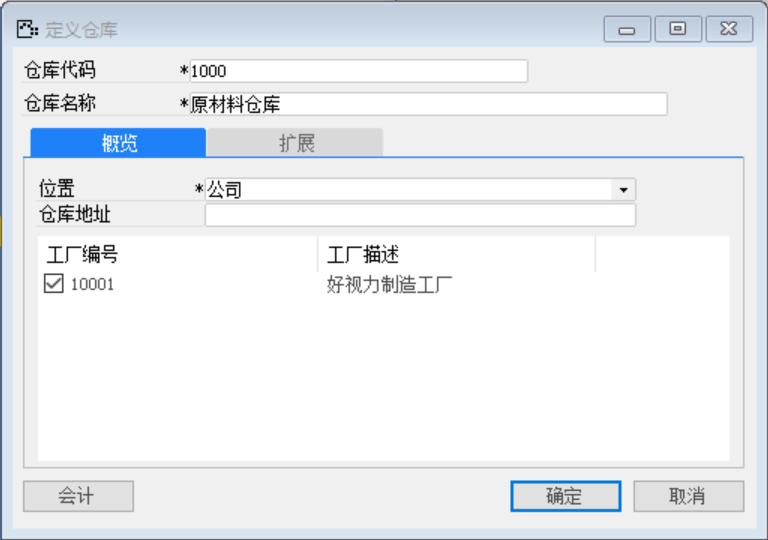 定义仓库
仓库代码 *1000
仓库名称 *原材料仓库
概览 扩展
位置 *公司
仓库地址
工厂编号 工厂描述
10001 好视力制造工厂
会计 确定 取消